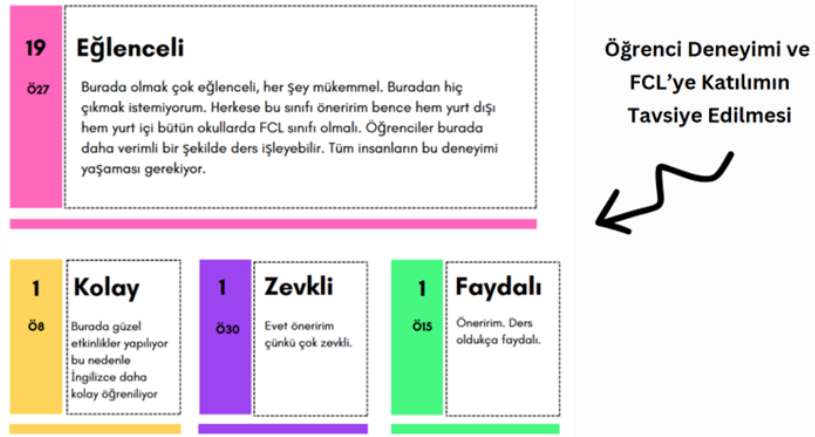 19
Eğlenceli
Ö27
Burada olmak çok eğlenceli, her şey mükemmel. Buradan hiç
çıkmak istemiyorum. Herkese bu sınıfı öneririm bence hem yurt dışı
hem yurt içi bütün okullarda FCL sınıfı olmalı. Öğrenciler burada
daha verimli bir şekilde ders işleyebilir. Tüm insanların bu deneyimi
yaşaması gerekiyor.
Öğrenci Deneyimi ve
FCL’ye Katılımın
Tavsiye Edilmesi
1
Kolay
Ö8
Burada güzel
etkinlikler yapılıyor
bu nedenle
İngilizce daha
kolay öğreniliyor
1
Zevkli
Ö30
Evet öneririm
çünkü çok zevkli.
1
Faydalı
Ö15
Öneririm. Ders
oldukça faydalı.